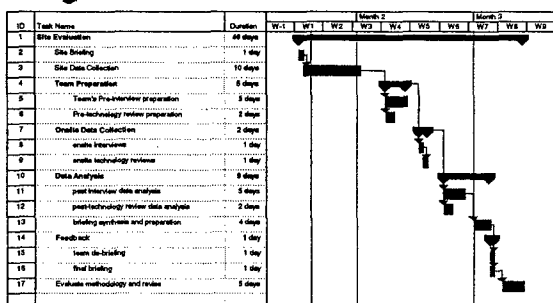 Month 2 Month 3
ID Task Name Duration W-1 W1 W2 W3 W4 W5 W6 W7 W8 W9
1 Site Evaluation 46 days
2 Site Briefing 1 day
3 Site Data Collection 10 days
4 Team Preparation 5 days
5 Team's Pre-interview preparation 5 days
6 Pre-technology review preparation 2 days
7 Onsite Data Collection 2 days
8 onsite interviews 1 day
9 onsite technology reviews 1 day
10 Data Analysis 9 days
11 post interview data analysis 5 days
12 post-technology review data analysis 2 days
13 briefing synthesis and preparation 4 days
14 Feedback 1 day
15 team de-briefing 1 day
16 final briefing 1 day
17 Evaluate methodology and revise 5 days